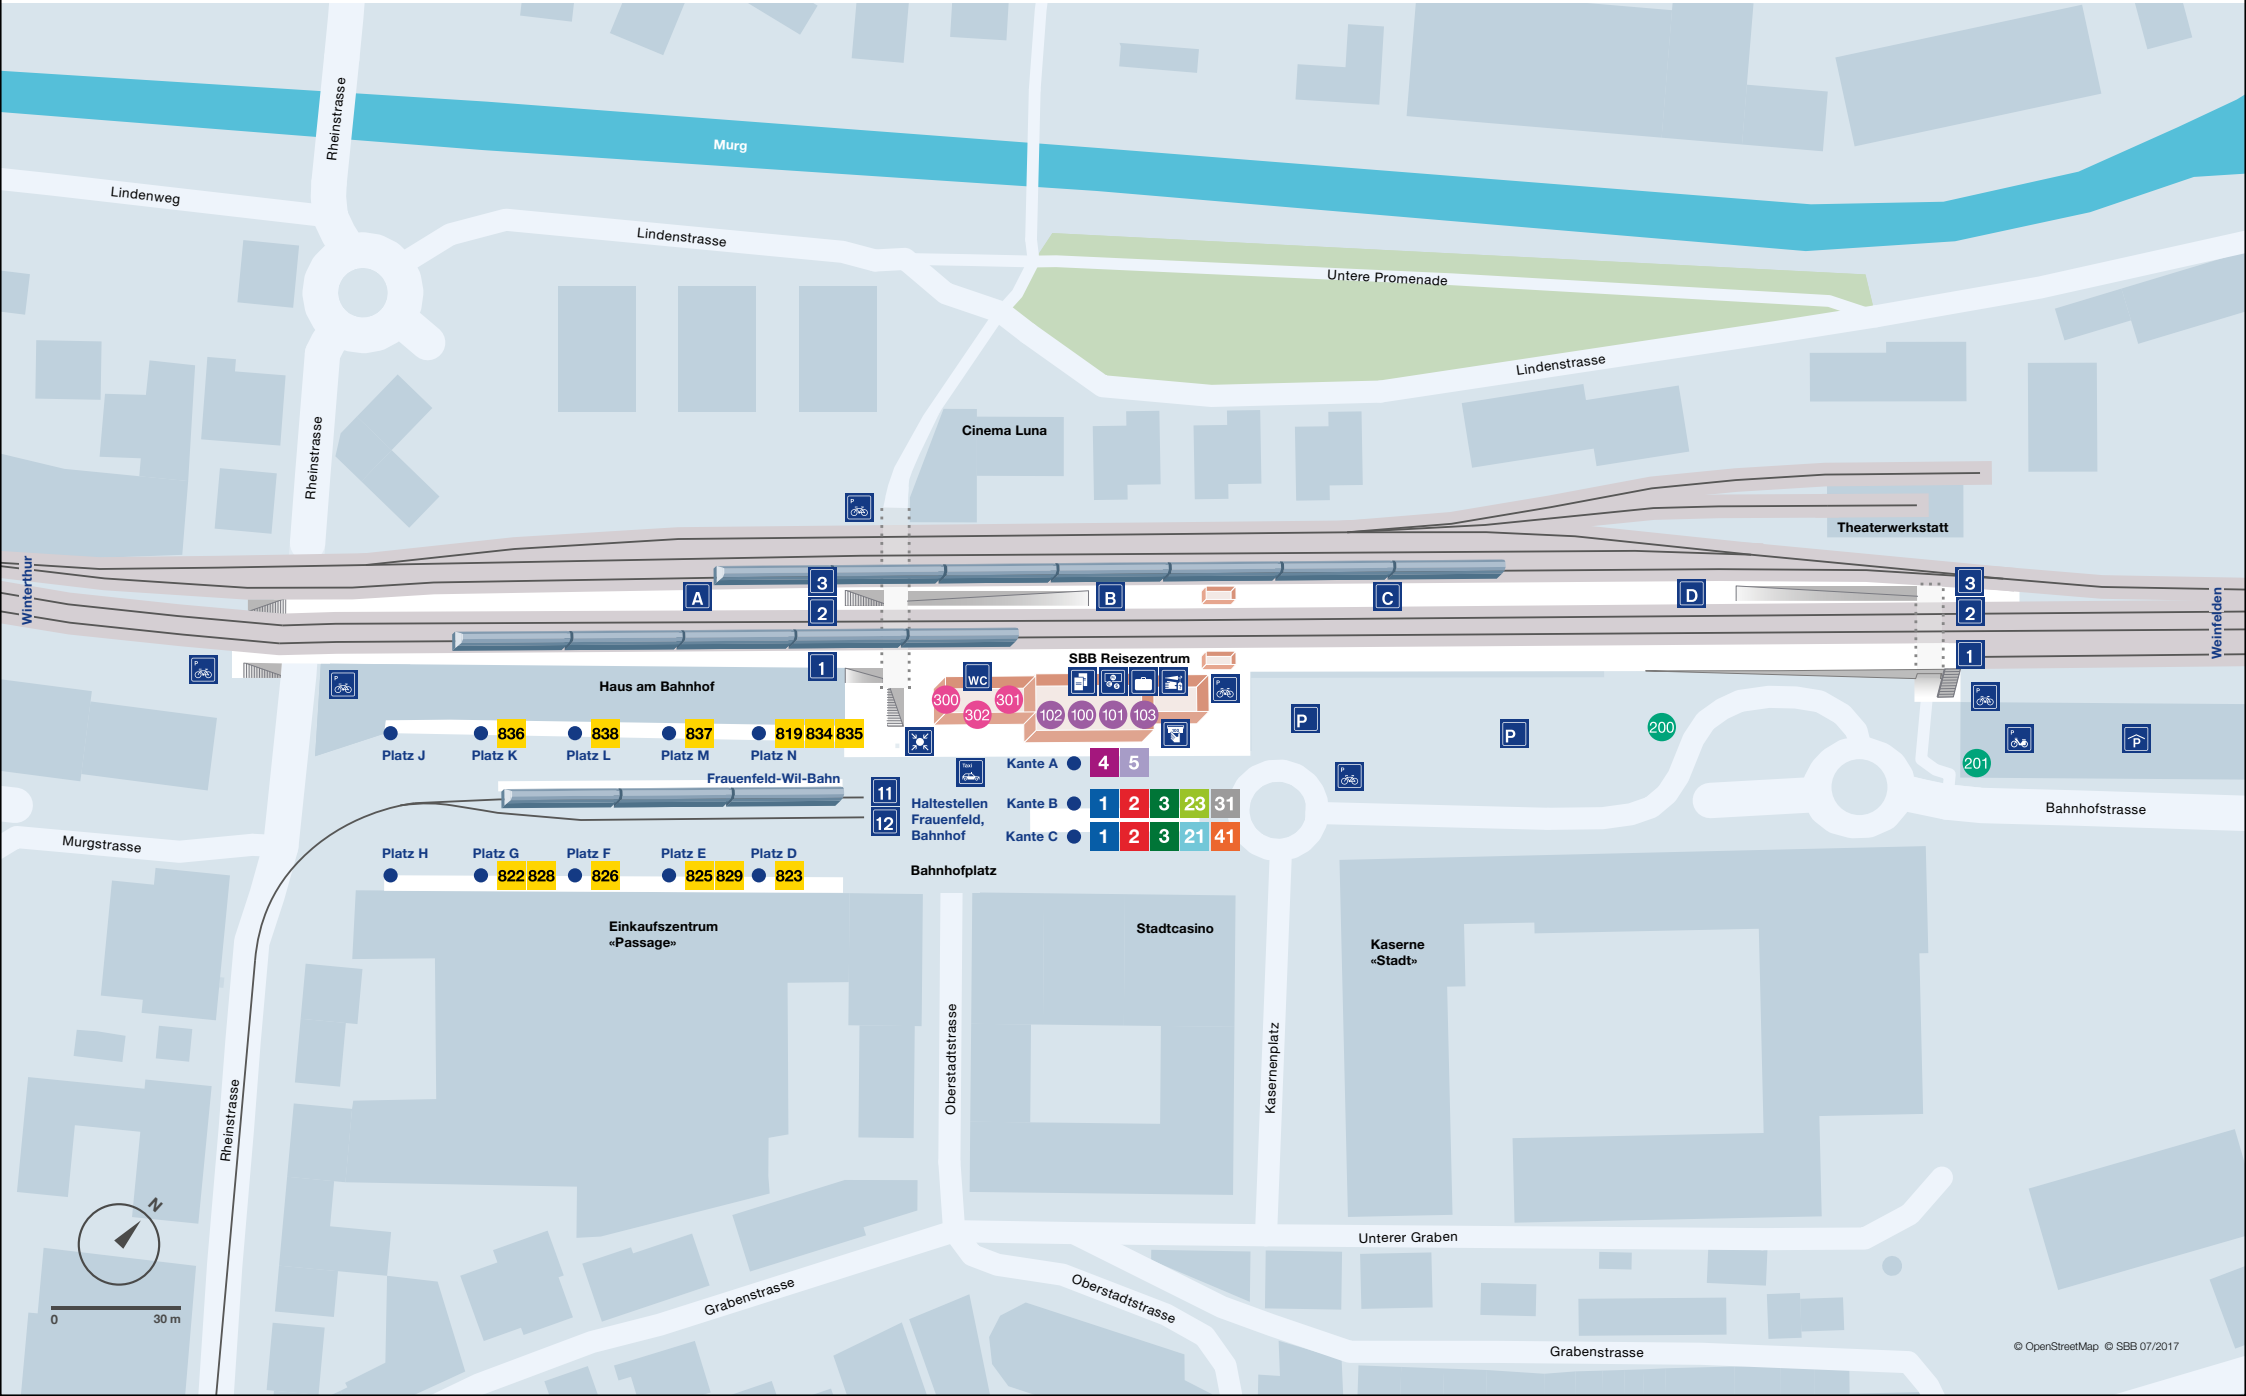 Rheinstrasse
Murg
Lindenweg
Lindenstrasse
Untere Promenade
Lindenstrasse
Rheinstrasse
Cinema Luna
P
Theaterwerkstatt
Winterthur
A
3
B
C
D
3
2
2
Weinfelden
1
1
P
P
Haus am Bahnhof
SBB Reisezentrum
WC
P
P
300
301
302
102
100
101
103
P
P
200
P
P
201
836
838
837
819 834 835
Platz J
Platz K
Platz L
Platz M
Platz N
Taxi
Kante A
4 5
P
Frauenfeld-Wil-Bahn
11
12
Haltestellen
Frauenfeld,
Bahnhof
Kante B
1 2 3 23 31
Kante C
1 2 3 21 41
Bahnhofstrasse
Murgstrasse
Platz H
Platz G
Platz F
Platz E
Platz D
822 828
826
825 829
823
Bahnhofplatz
Einkaufszentrum
«Passage»
Stadtcasino
Kaserne
«Stadt»
Oberstadtstrasse
Kasernenplatz
Rheinstrasse
N
0
30 m
Unterer Graben
Grabenstrasse
Oberstadtstrasse
Grabenstrasse
© OpenStreetMap © SBB 07/2017